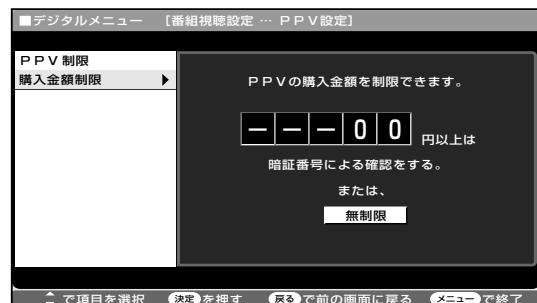 ■デジタルメニュー [番組視聴設定 … PPV設定]
PPV制限
購入金額制限 ▶
PPVの購入金額を制限できます。
－－－００ 円以上は
暗証番号による確認をする。
または、
無制限
で項目を選択 決定を押す 戻るで前の画面に戻る メニューで終了